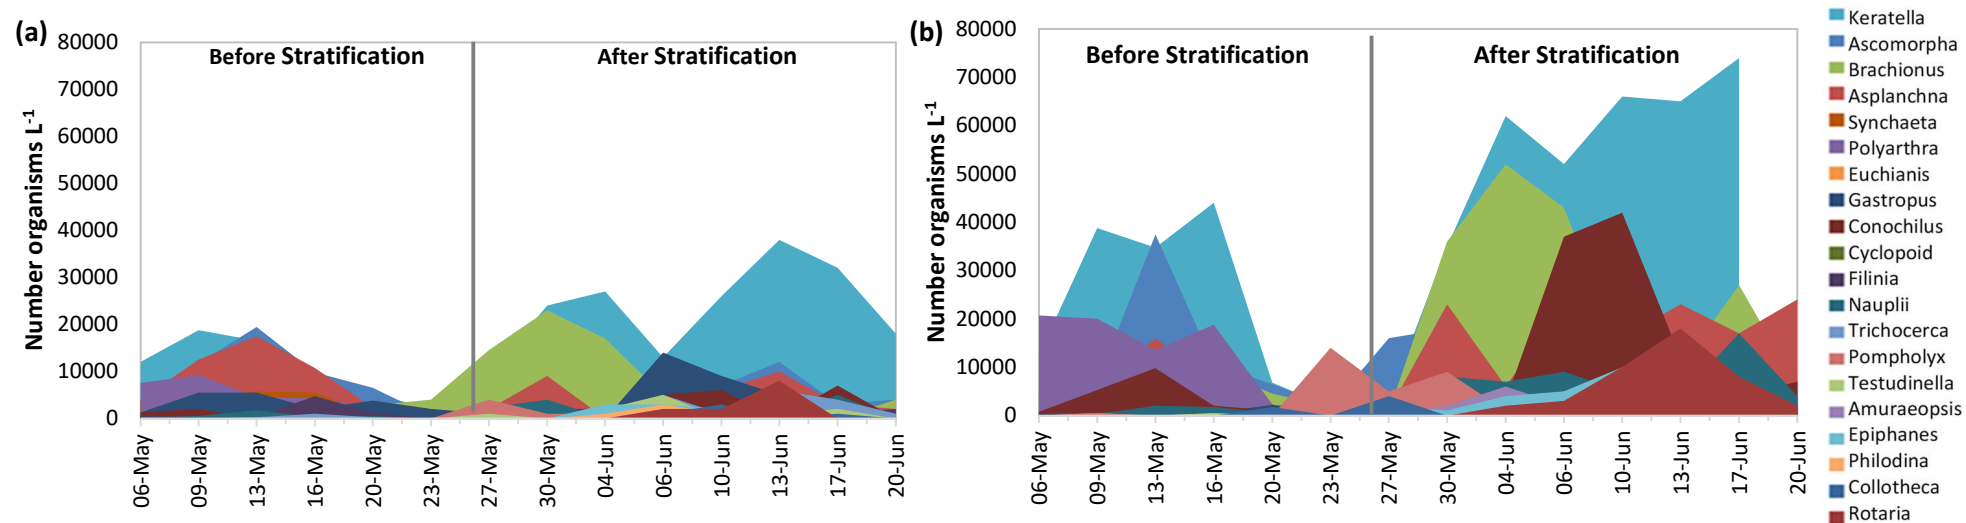 (a)
Number organisms L-1
80000
70000
60000
50000
40000
30000
20000
10000
0
Before Stratification
After Stratification
06-May
09-May
13-May
16-May
20-May
23-May
27-May
30-May
04-Jun
06-Jun
10-Jun
13-Jun
17-Jun
20-Jun
(b)
Number organisms L-1
80000
70000
60000
50000
40000
30000
20000
10000
0
Before Stratification
After Stratification
06-May
09-May
13-May
16-May
20-May
23-May
27-May
30-May
04-Jun
06-Jun
10-Jun
13-Jun
17-Jun
20-Jun
Keratella
Ascomorpha
Brachionus
Asplanchna
Synchaeta
Polyarthra
Euchianis
Gastropus
Conochilus
Cyclopoid
Filinia
Nauplii
Trichocerca
Pompholyx
Testudinella
Amuraeopsis
Epiphanes
Philodina
Collotheca
Rotaria